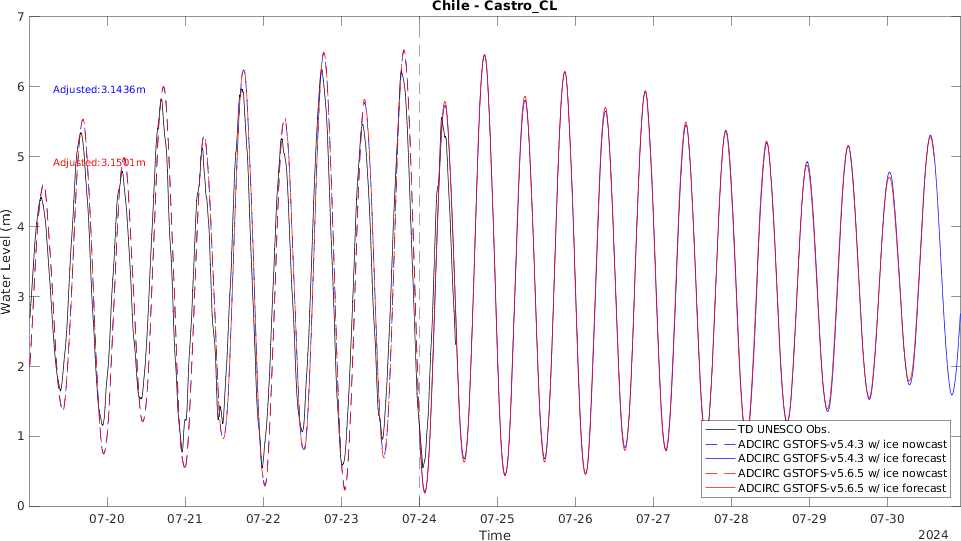 Chile - Castro_CL
7
6
5
4
3
2
1
0
Water Level (m)
Adjusted:3.1436m
Adjusted:3.1501m
TD UNESCO Obs.
ADCIRC GSTOFS-v5.4.3 w/ ice nowcast
ADCIRC GSTOFS-v5.4.3 w/ ice forecast
ADCIRC GSTOFS-v5.6.5 w/ ice nowcast
ADCIRC GSTOFS-v5.6.5 w/ ice forecast
07-20 07-21 07-22 07-23 07-24 07-25 07-26 07-27 07-28 07-29 07-30
Time
2024